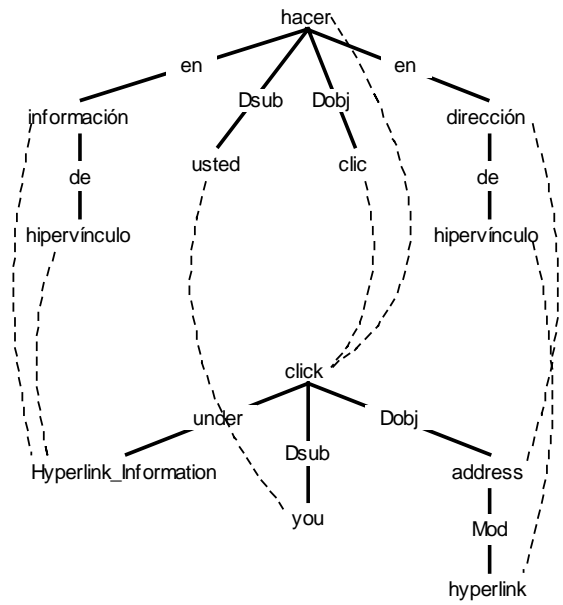 hacer
en
en
Dsub
Dobj
información
dirección
de
usted
clic
de
hipervínculo
hipervínculo
click
under
Dobj
Dsub
Hyperlink_Information
address
you
Mod
hyperlink